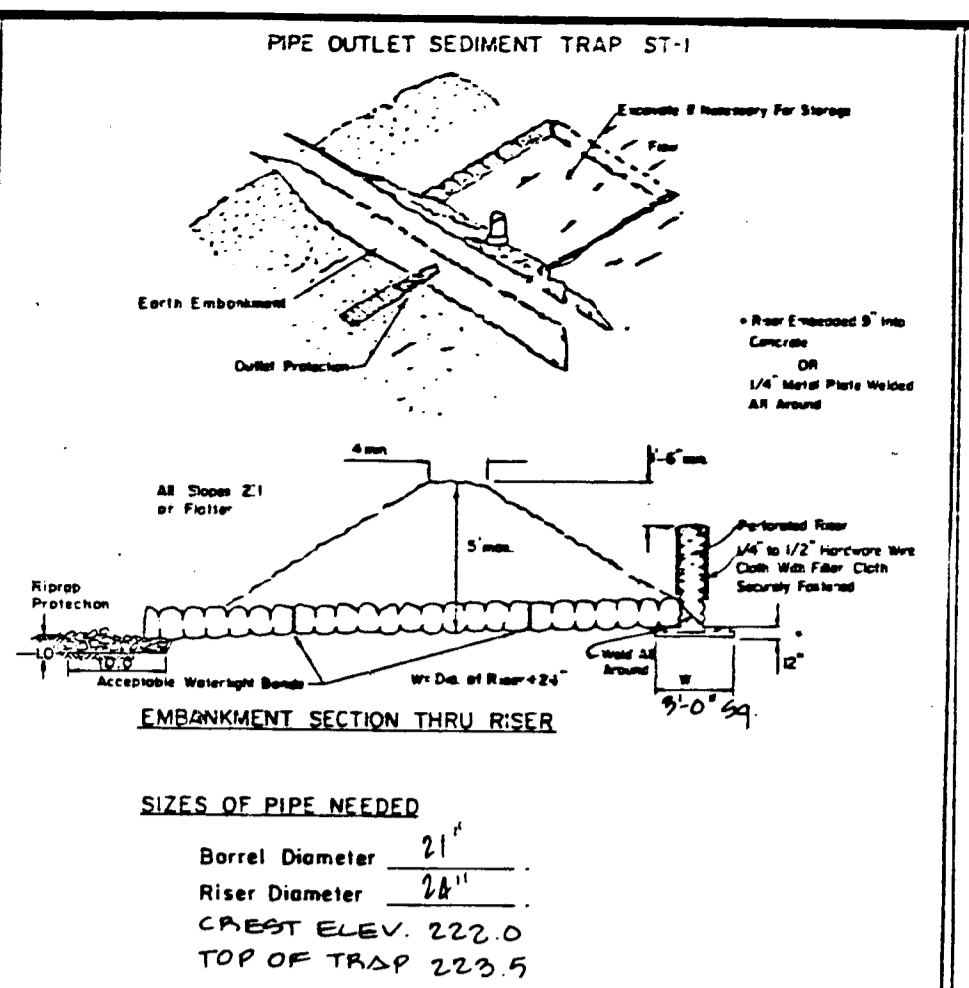 PIPE OUTLET SEDIMENT TRAP ST-1
Excavate If Necessary For Storage
Flow
Earth Embankment
Outlet Protection
* Riser Embedded 9" Into
Concrete
OR
1/4" Metal Plate Welded
All Around
4 min.
1'-6" min.
All Slopes 2:1
or Flatter
5' max.
Perforated Riser
1/4" to 1/2" Hardware Wire
Cloth With Filter Cloth
Securely Fastened
Riprap
Protection
1.0
10.0
Acceptable Watertight Bands
W= Dia. of Riser +
Weld All
Around
W
*
12"
3'-0" SQ.
EMBANKMENT SECTION THRU RISER
SIZES OF PIPE NEEDED
Barrel Diameter 21" .
Riser Diameter 24" .
CREST ELEV. 222.0
TOP OF TRAP 223.5